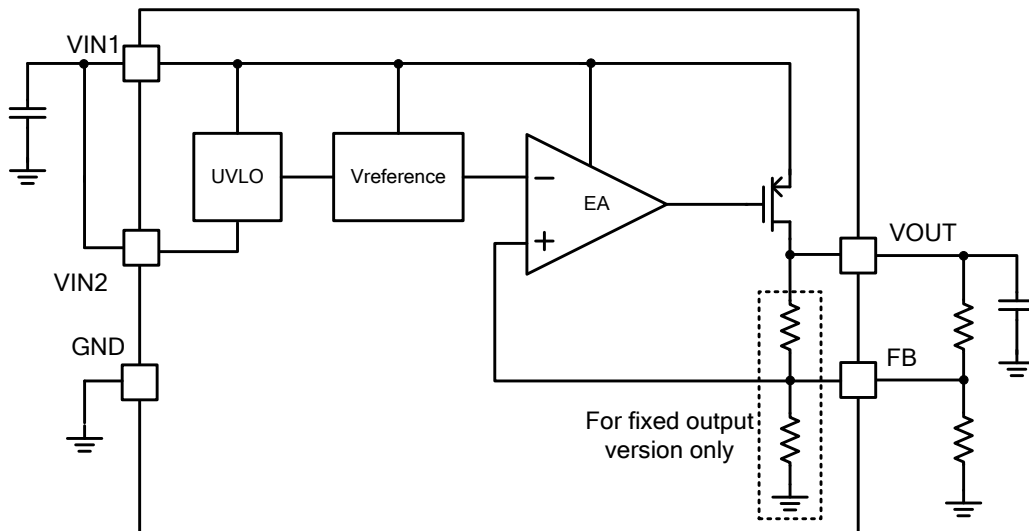 VIN1
UVLO
Vreference
EA
VOUT
VIN2
GND
FB
For fixed output
version only